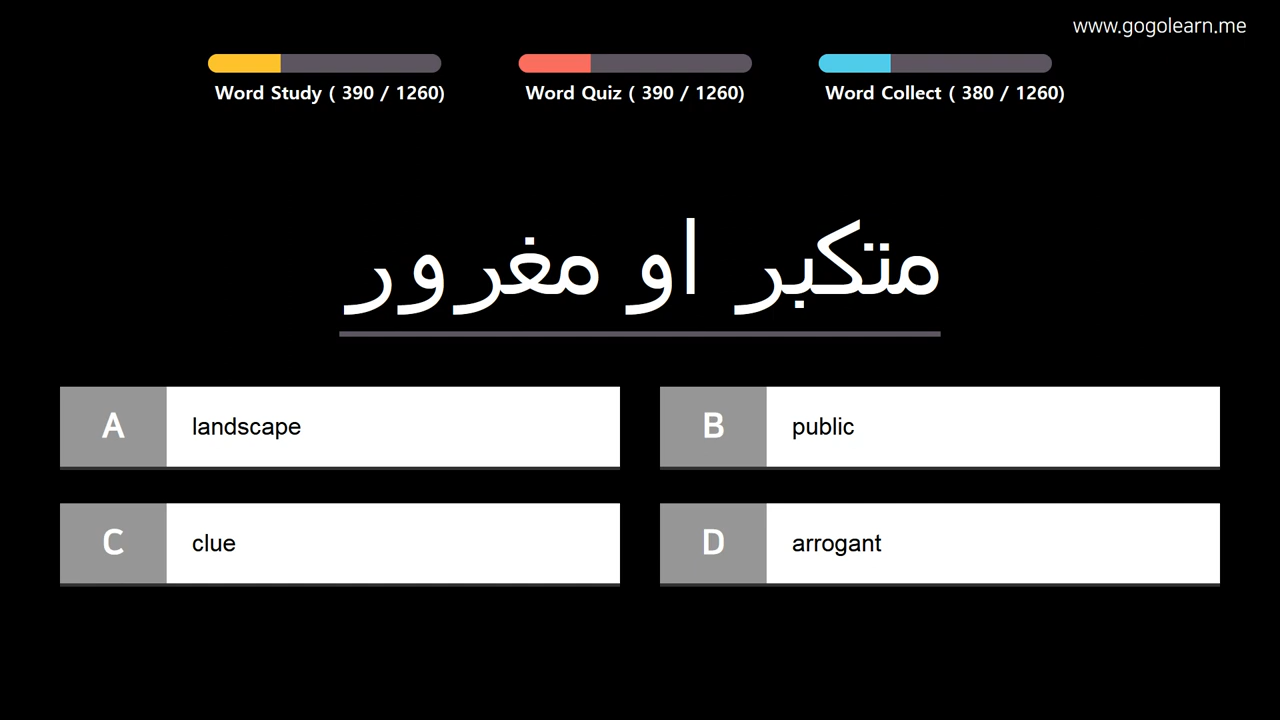 www.gogolearn.me
Word Study ( 390 / 1260)
Word Quiz ( 390 / 1260)
Word Collect ( 380 / 1260)
متكبر او مغرور
A landscape
B public
C clue
D arrogant